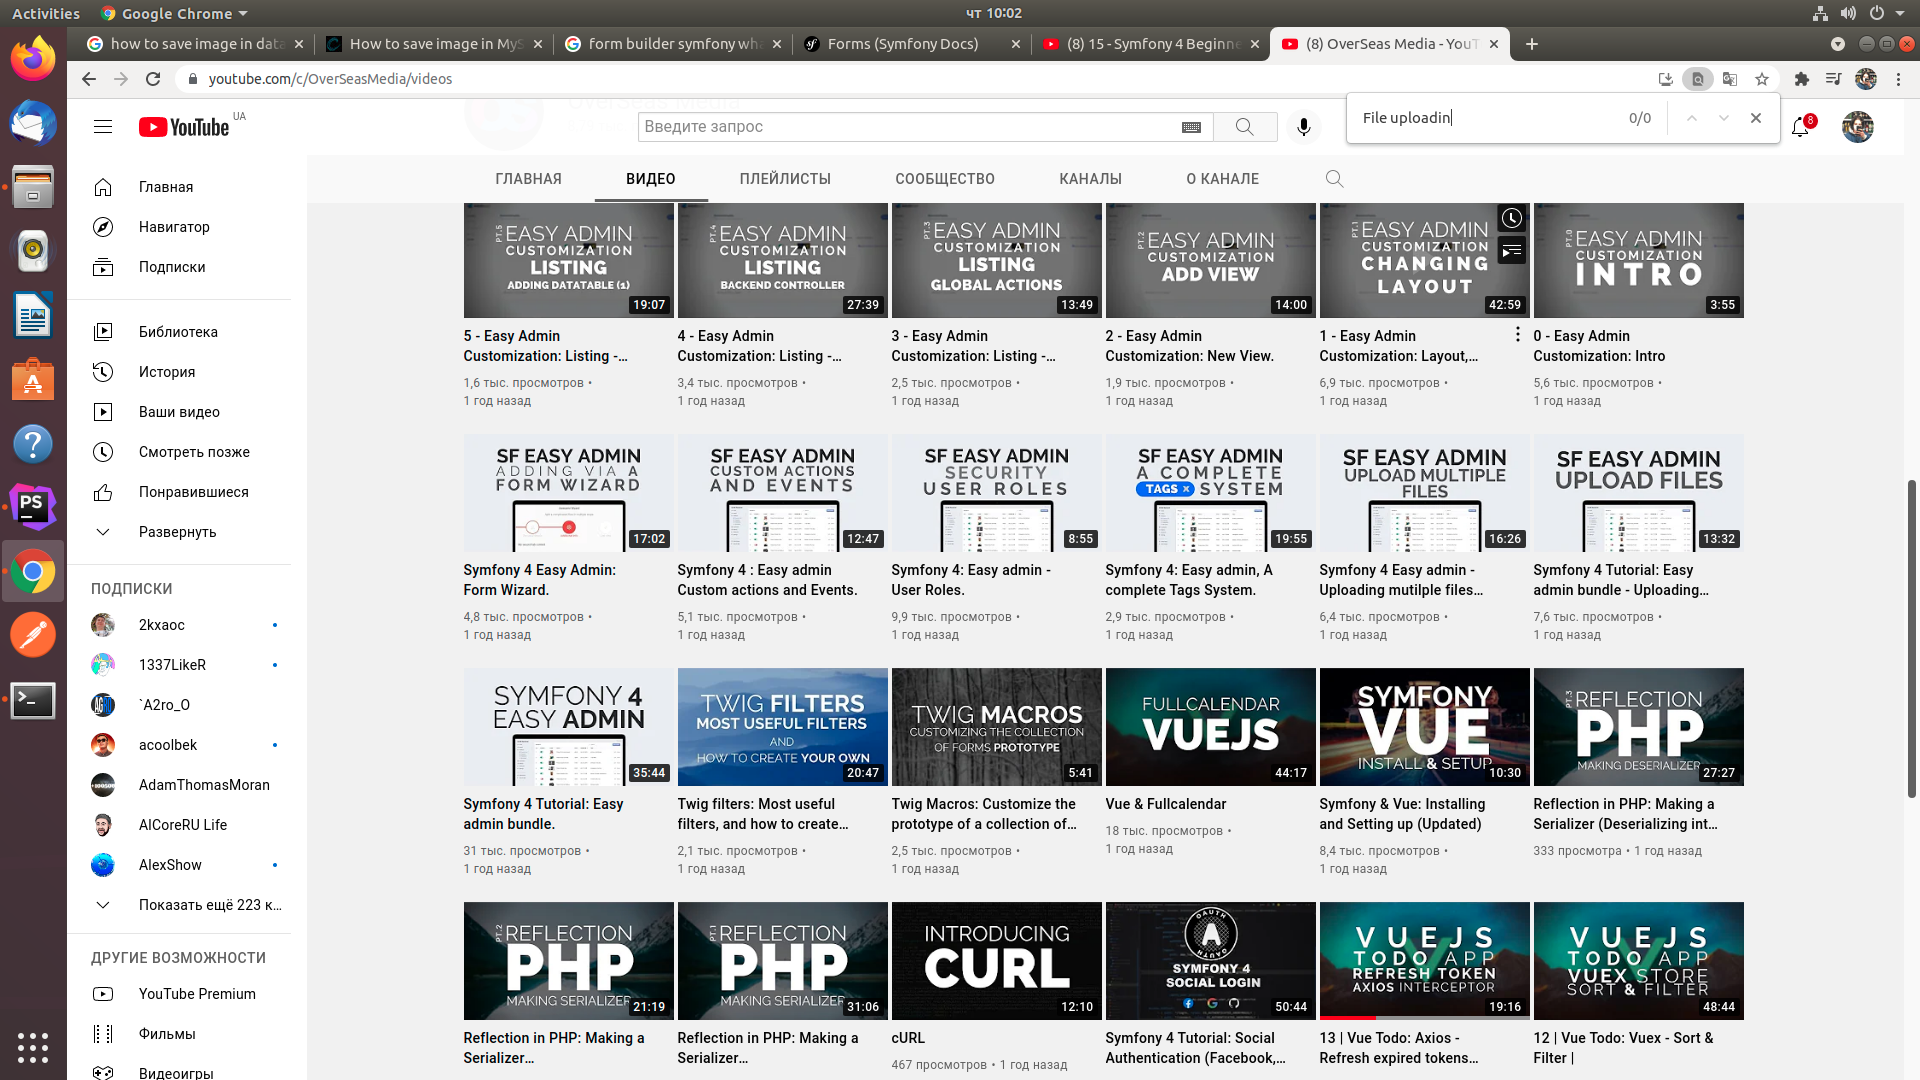 Activities
Google Chrome
чт 10:02
how to save image in data
How to save image in MyS
form builder symfony wha
Forms (Symfony Docs)
(8) 15 - Symfony 4 Beginne
(8) OverSeas Media - YouT
youtube.com/c/OverSeasMedia/videos
File uploadin
0/0
YouTube
UA
OverSeas Media
Введите запрос
8
ГЛАВНАЯ
ВИДЕО
ПЛЕЙЛИСТЫ
СООБЩЕСТВО
КАНАЛЫ
О КАНАЛЕ
Главная
Навигатор
Подписки
Библиотека
История
Ваши видео
Смотреть позже
Понравившиеся
Развернуть
ПОДПИСКИ
2kxaoc
1337LikeR
`A2ro_O
acoolbek
AdamThomasMoran
AlCoreRU Life
AlexShow
Показать ещё 223 к...
ДРУГИЕ ВОЗМОЖНОСТИ
YouTube Premium
Фильмы
Видеоигры
PT.5 EASY ADMIN
CUSTOMIZATION
LISTING
ADDING DATATABLE (1)
19:07
5 - Easy Admin
Customization: Listing -...
1,6 тыс. просмотров •
1 год назад
PT.4 EASY ADMIN
CUSTOMIZATION
LISTING
BACKEND CONTROLLER
27:39
4 - Easy Admin
Customization: Listing -...
3,4 тыс. просмотров •
1 год назад
PT.3 EASY ADMIN
CUSTOMIZATION
LISTING
GLOBAL ACTIONS
13:49
3 - Easy Admin
Customization: Listing -...
2,5 тыс. просмотров •
1 год назад
PT.2 EASY ADMIN
CUSTOMIZATION
ADD VIEW
14:00
2 - Easy Admin
Customization: New View.
1,9 тыс. просмотров •
1 год назад
PT.1 EASY ADMIN
CUSTOMIZATION
CHANGING
LAYOUT
42:59
1 - Easy Admin
Customization: Layout,...
6,9 тыс. просмотров •
1 год назад
PT.0 EASY ADMIN
CUSTOMIZATION
INTRO
3:55
0 - Easy Admin
Customization: Intro
5,6 тыс. просмотров •
1 год назад
SF EASY ADMIN
ADDING VIA A
FORM WIZARD
17:02
Symfony 4 Easy Admin:
Form Wizard.
4,8 тыс. просмотров •
1 год назад
SF EASY ADMIN
CUSTOM ACTIONS
AND EVENTS
12:47
Symfony 4 : Easy admin
Custom actions and Events.
5,1 тыс. просмотров •
1 год назад
SF EASY ADMIN
SECURITY
USER ROLES
8:55
Symfony 4: Easy admin -
User Roles.
9,9 тыс. просмотров •
1 год назад
SF EASY ADMIN
A COMPLETE
TAGS × SYSTEM
19:55
Symfony 4: Easy admin, A
complete Tags System.
2,9 тыс. просмотров •
1 год назад
SF EASY ADMIN
UPLOAD MULTIPLE
FILES
16:26
Symfony 4 Easy admin -
Uploading mutilple files...
6,4 тыс. просмотров •
1 год назад
SF EASY ADMIN
UPLOAD FILES
13:32
Symfony 4 Tutorial: Easy
admin bundle - Uploading...
7,6 тыс. просмотров •
1 год назад
SYMFONY 4
EASY ADMIN
35:44
Symfony 4 Tutorial: Easy
admin bundle.
31 тыс. просмотров •
1 год назад
TWIG FILTERS
MOST USEFUL FILTERS
AND
HOW TO CREATE YOUR OWN
20:47
Twig filters: Most useful
filters, and how to create...
2,1 тыс. просмотров •
1 год назад
TWIG MACROS
CUSTOMIZING THE COLLECTION
OF FORMS PROTOTYPE
5:41
Twig Macros: Customize the
prototype of a collection of...
2,5 тыс. просмотров •
1 год назад
FULLCALENDAR
VUEJS
44:17
Vue & Fullcalendar
18 тыс. просмотров •
1 год назад
SYMFONY
VUE
INSTALL & SETUP
10:30
Symfony & Vue: Installing
and Setting up (Updated)
8,4 тыс. просмотров •
1 год назад
PT.3 REFLECTION
PHP
MAKING DESERIALIZER
27:27
Reflection in PHP: Making a
Serializer (Deserializing int...
333 просмотра • 1 год назад
PT.2 REFLECTION
PHP
MAKING SERIALIZER
21:19
Reflection in PHP: Making a
Serializer...
PT.1 REFLECTION
PHP
MAKING SERIALIZER
31:06
Reflection in PHP: Making a
Serializer...
INTRODUCING
CURL
12:10
cURL
467 просмотров • 1 год назад
OAUTH
SYMFONY 4
SOCIAL LOGIN
50:44
Symfony 4 Tutorial: Social
Authentication (Facebook,...
VUEJS
TODO APP
REFRESH TOKEN
AXIOS INTERCEPTOR
19:16
13 | Vue Todo: Axios -
Refresh expired tokens...
VUEJS
TODO APP
VUEX STORE
SORT & FILTER
48:44
12 | Vue Todo: Vuex - Sort &
Filter |